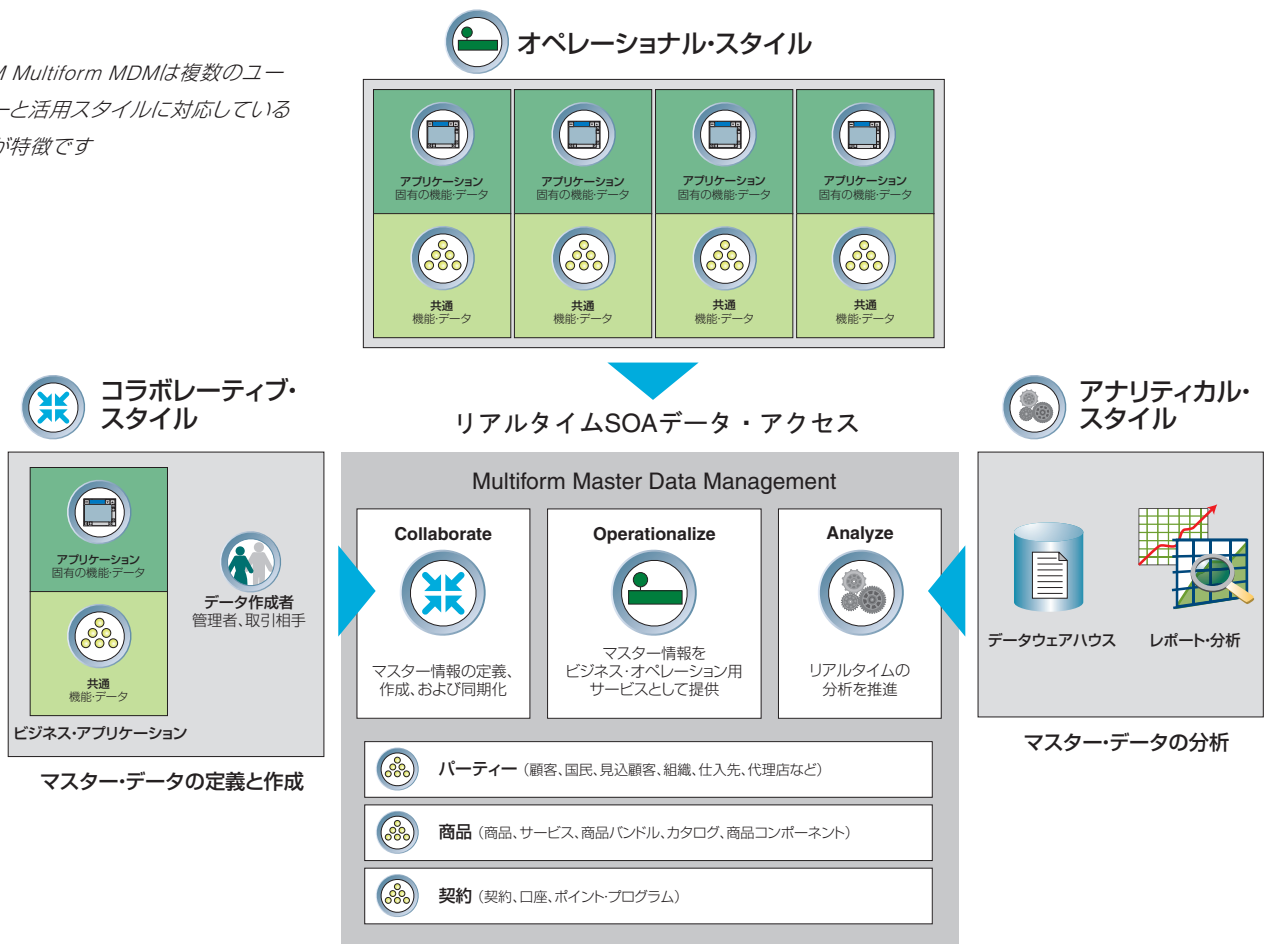 M Multiform MDMは複数のユー
ーと活用スタイルに対応している
が特徴です
オペレーショナル・スタイル
アプリケーション
固有の機能・データ
アプリケーション
固有の機能・データ
アプリケーション
固有の機能・データ
アプリケーション
固有の機能・データ
共通
機能・データ
共通
機能・データ
共通
機能・データ
共通
機能・データ
リアルタイムSOAデータ・アクセス
コラボレーティブ・
スタイル
アプリケーション
固有の機能・データ
共通
機能・データ
データ作成者
管理者、取引相手
ビジネス・アプリケーション
マスター・データの定義と作成
Multiform Master Data Management
Collaborate
マスター情報の定義、
作成、および同期化
Operationalize
マスター情報を
ビジネス・オペレーション用
サービスとして提供
Analyze
リアルタイムの
分析を推進
パーティー（顧客、国民、見込顧客、組織、仕入先、代理店など）
商品（商品、サービス、商品バンドル、カタログ、商品コンポーネント）
契約（契約、口座、ポイント・プログラム）
アナリティカル・
スタイル
データウェアハウス
レポート・分析
マスター・データの分析